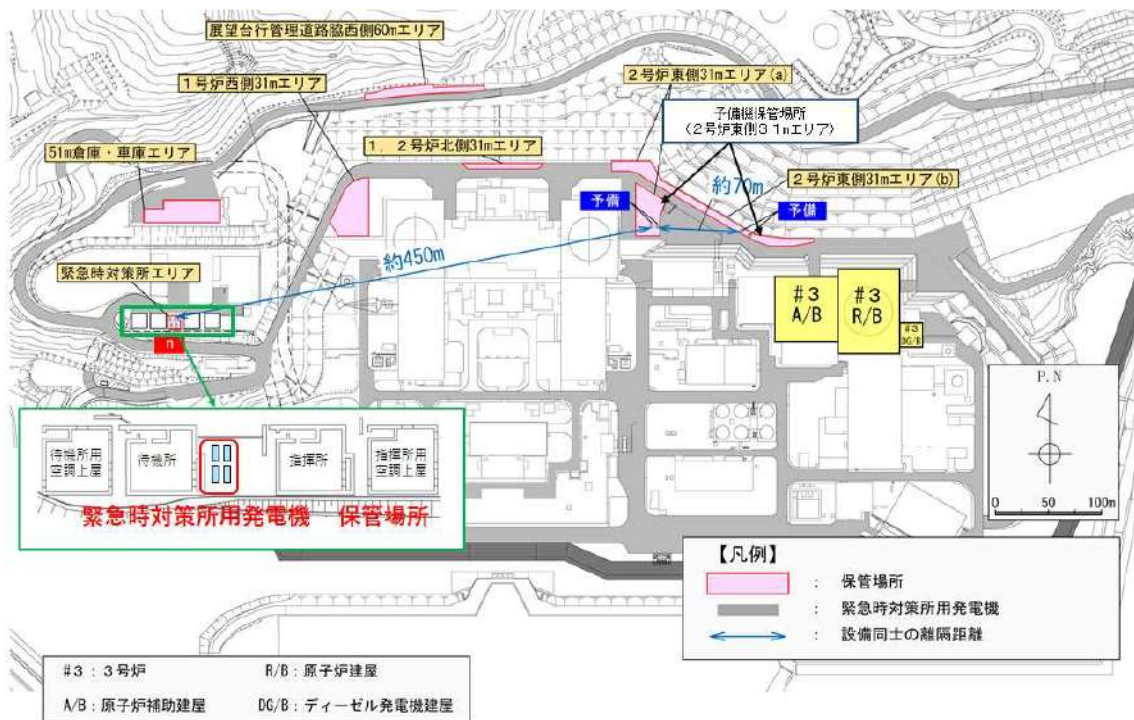 展望台行管理道路脇西側60mエリア
1号炉西側31mエリア
2号炉東側31mエリア(a)
予備機保管場所
(2号炉東側31mエリア)
51m倉庫・車庫エリア
1, 2号炉北側31mエリア
約70m
2号炉東側31mエリア(b)
予備
予備
約450m
緊急時対策所エリア
n
#3
A/B
#3
R/B
#3
DG/B
P.N
0 50 100m
待機所用
空調上屋
待機所
指揮所
指揮所用
空調上屋
緊急時対策所用発電機 保管場所
【凡例】
: 保管場所
: 緊急時対策所用発電機
: 設備同士の離隔距離
#3:3号炉
R/B:原子炉建屋
A/B:原子炉補助建屋
DG/B:ディーゼル発電機建屋